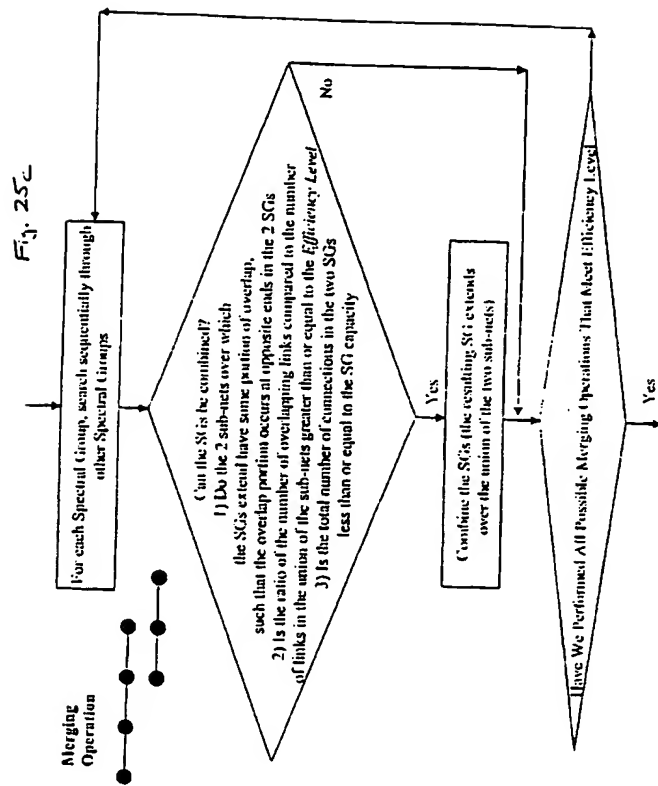 Fig. 25c
Merging
Operation
For each Spectral Group, search sequentially through
other Spectral Groups
Can the SGs be combined?
1) Do the 2 sub-nets over which
the SGs extend have some portion of overlap,
such that the overlap portion occurs at opposite ends in the 2 SGs
2) Is the ratio of the number of overlapping links compared to the number
of links in the union of the sub-nets greater than or equal to the Efficiency Level
3) Is the total number of connections in the two SGs
less than or equal to the SG capacity
No
Yes
Combine the SGs (the resulting SG extends
over the union of the two sub-nets)
Have We Performed All Possible Merging Operations That Meet Efficiency Level
Yes